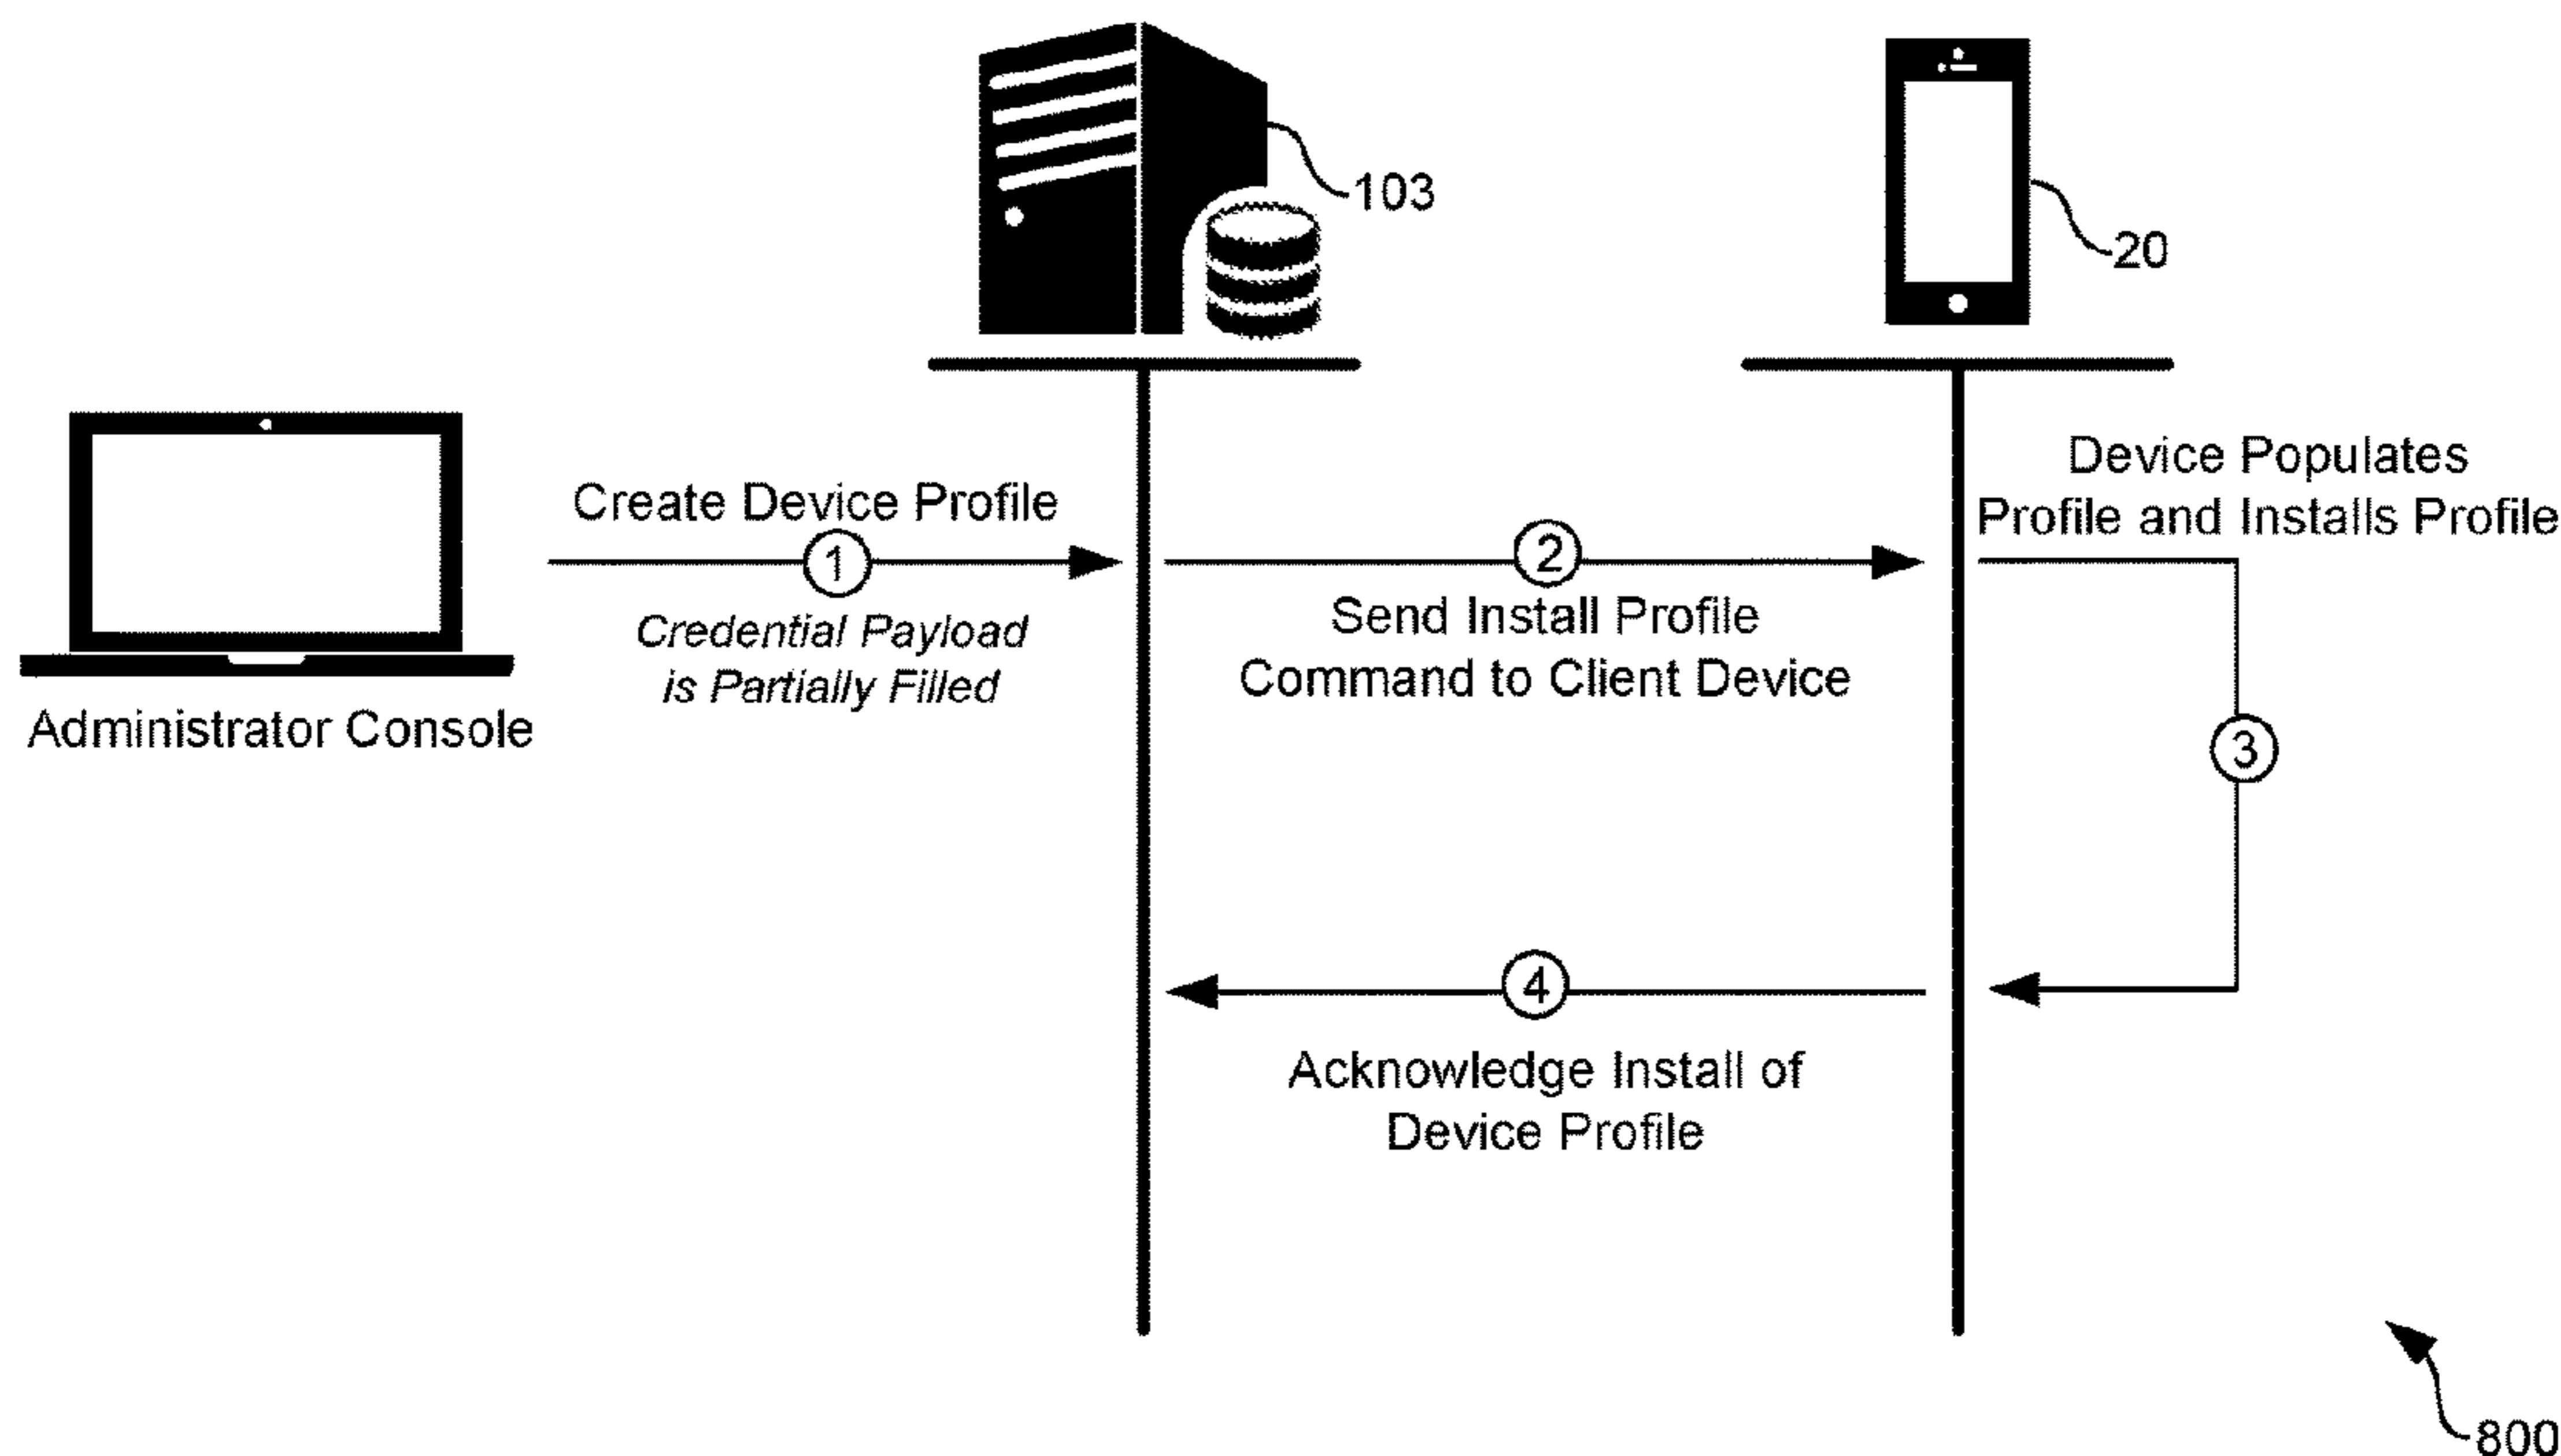 103
20
Device Populates
Profile and Installs Profile
Create Device Profile
1
Credential Payload
is Partially Filled
2
Send Install Profile
Command to Client Device
Administrator Console
3
4
Acknowledge Install of
Device Profile
800